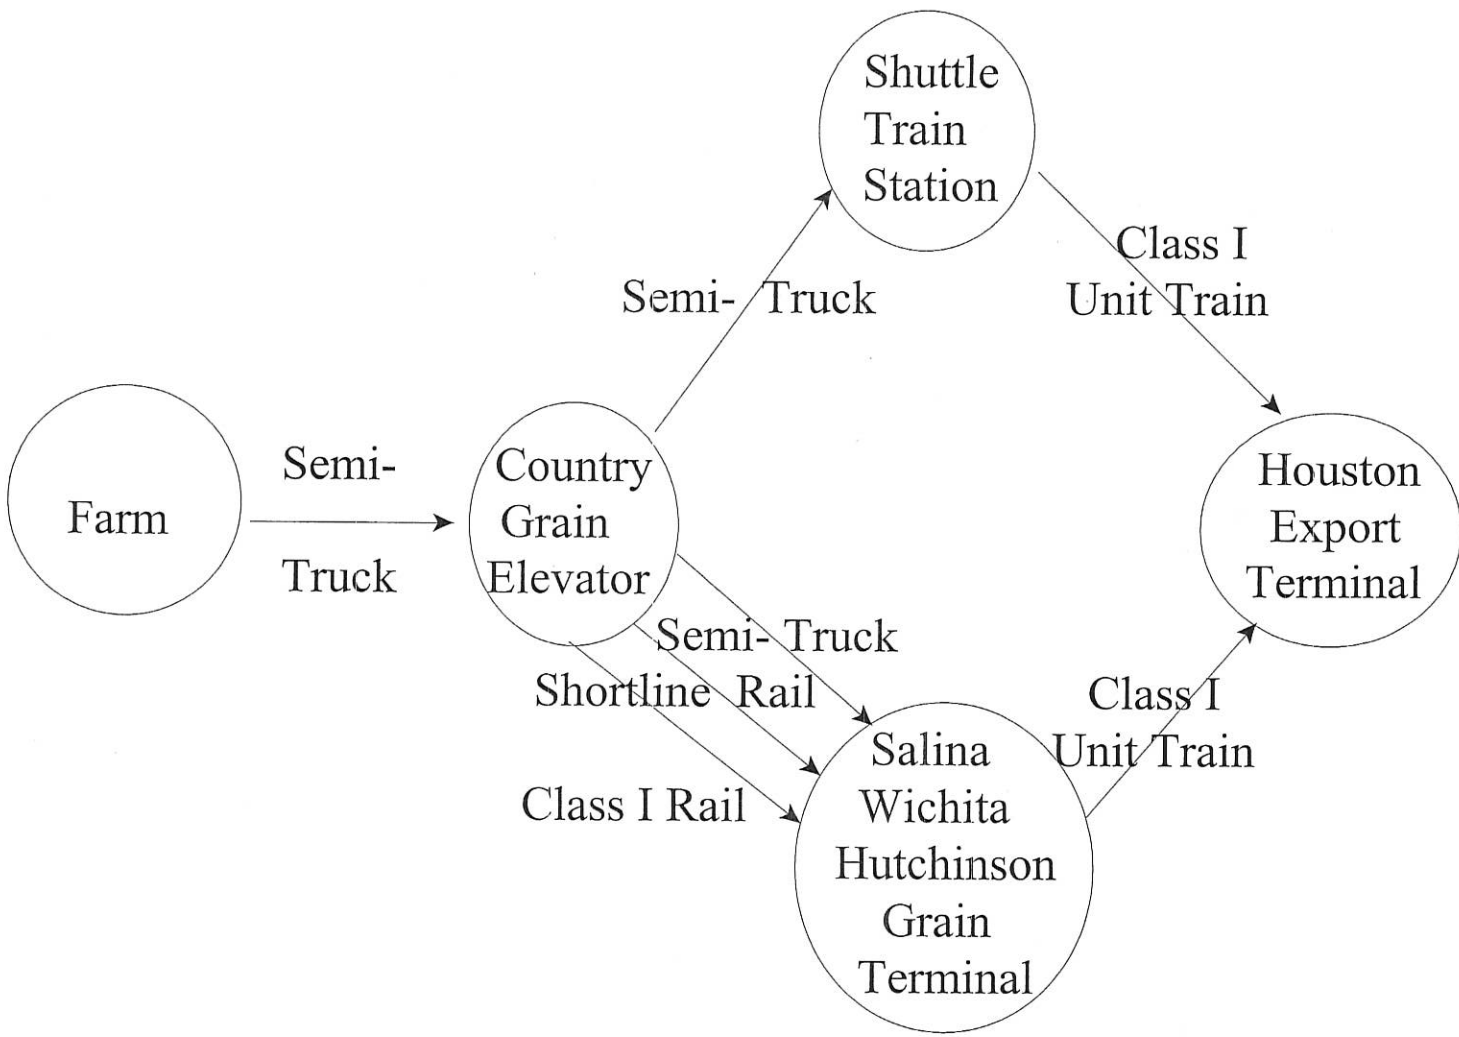 Shuttle
Train
Station
Class I
Unit Train
Semi- Truck
Farm
Semi-
Truck
Country
Grain
Elevator
Houston
Export
Terminal
Semi- Truck
Shortline Rail
Class I Rail
Class I
Unit Train
Salina
Wichita
Hutchinson
Grain
Terminal